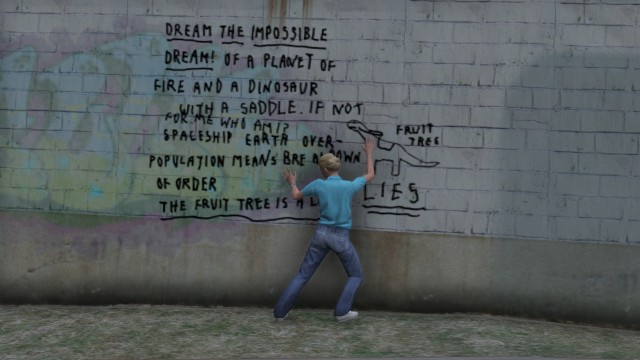 DREAM THE IMPOSSIBLE
DREAM! OF A PLANET OF
FIRE AND A DINOSAUR
WITH A SADDLE. IF NOT
FOR ME WHO AM I?
SPACESHIP EARTH OVER-
FRUIT
TREE
POPULATION MEANS
OF ORDER
THE FRUIT TREE IS A
LIES